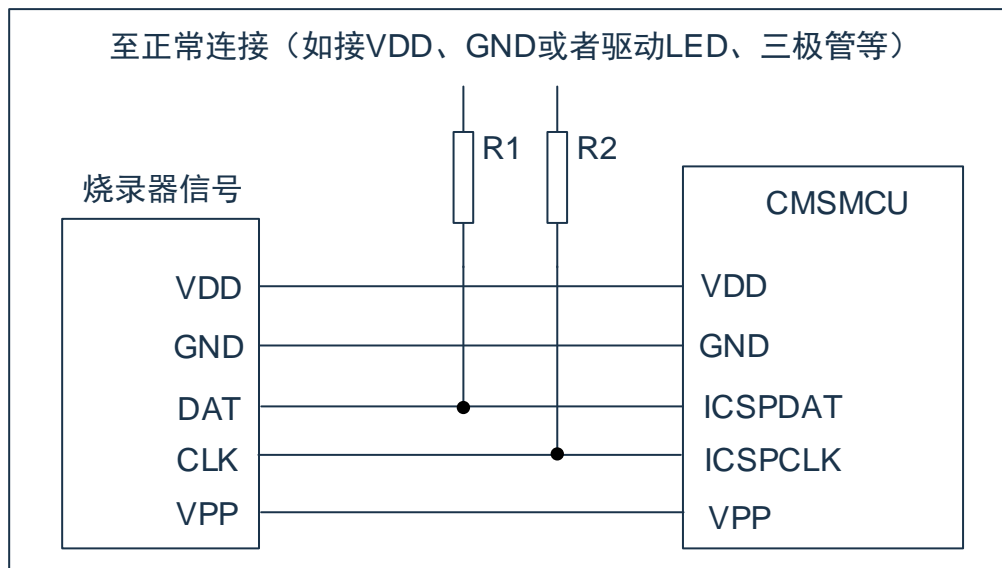 至正常连接（如接VDD、GND或者驱动LED、三极管等）
R1
R2
烧录器信号
CMSMCU
VDD
VDD
GND
GND
DAT
ICSPDAT
CLK
ICSPCLK
VPP
VPP